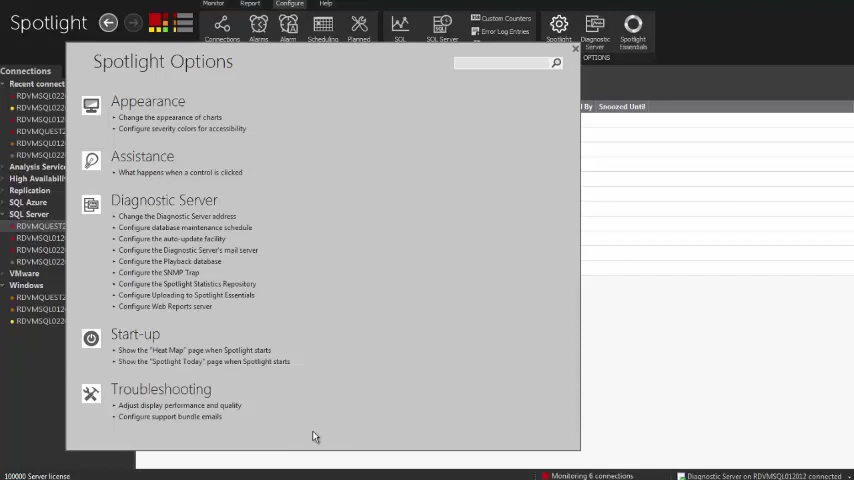 Monitor Report Configure Help
Spotlight
Connections Alarms Alarm Scheduling Planned SQL SQL Server Custom Counters Error Log Entries Spotlight Diagnostic Server Spotlight Essentials
OPTIONS
Spotlight Options
Connections
Recent connect
RDVMSQL022
RDVMSQL022
RDVMSQL012
RDVMQUEST2
RDVMSQL012
RDVMSQL022
Analysis Service
High Availabili
Replication
SQL Azure
SQL Server
RDVMQUEST2
RDVMSQL012
RDVMSQL012
RDVMSQL022
VMware
Windows
RDVMQUEST2
RDVMSQL012
RDVMSQL022
Appearance
Change the appearance of charts
Configure severity colors for accessibility
Assistance
What happens when a control is clicked
Diagnostic Server
Change the Diagnostic Server address
Configure database maintenance schedule
Configure the auto-update facility
Configure the Diagnostic Server's mail server
Configure the Playback database
Configure the SNMP Trap
Configure the Spotlight Statistics Repository
Configure Uploading to Spotlight Essentials
Configure Web Reports server
Start-up
Show the "Heat Map" page when Spotlight starts
Show the "Spotlight Today" page when Spotlight starts.
Troubleshooting
Adjust display performance and quality
Configure support bundle emails
d By Snoozed Until
100000 Server license
Monitoring 6 connections
Diagnostic Server on RDVMSQL012012 connected